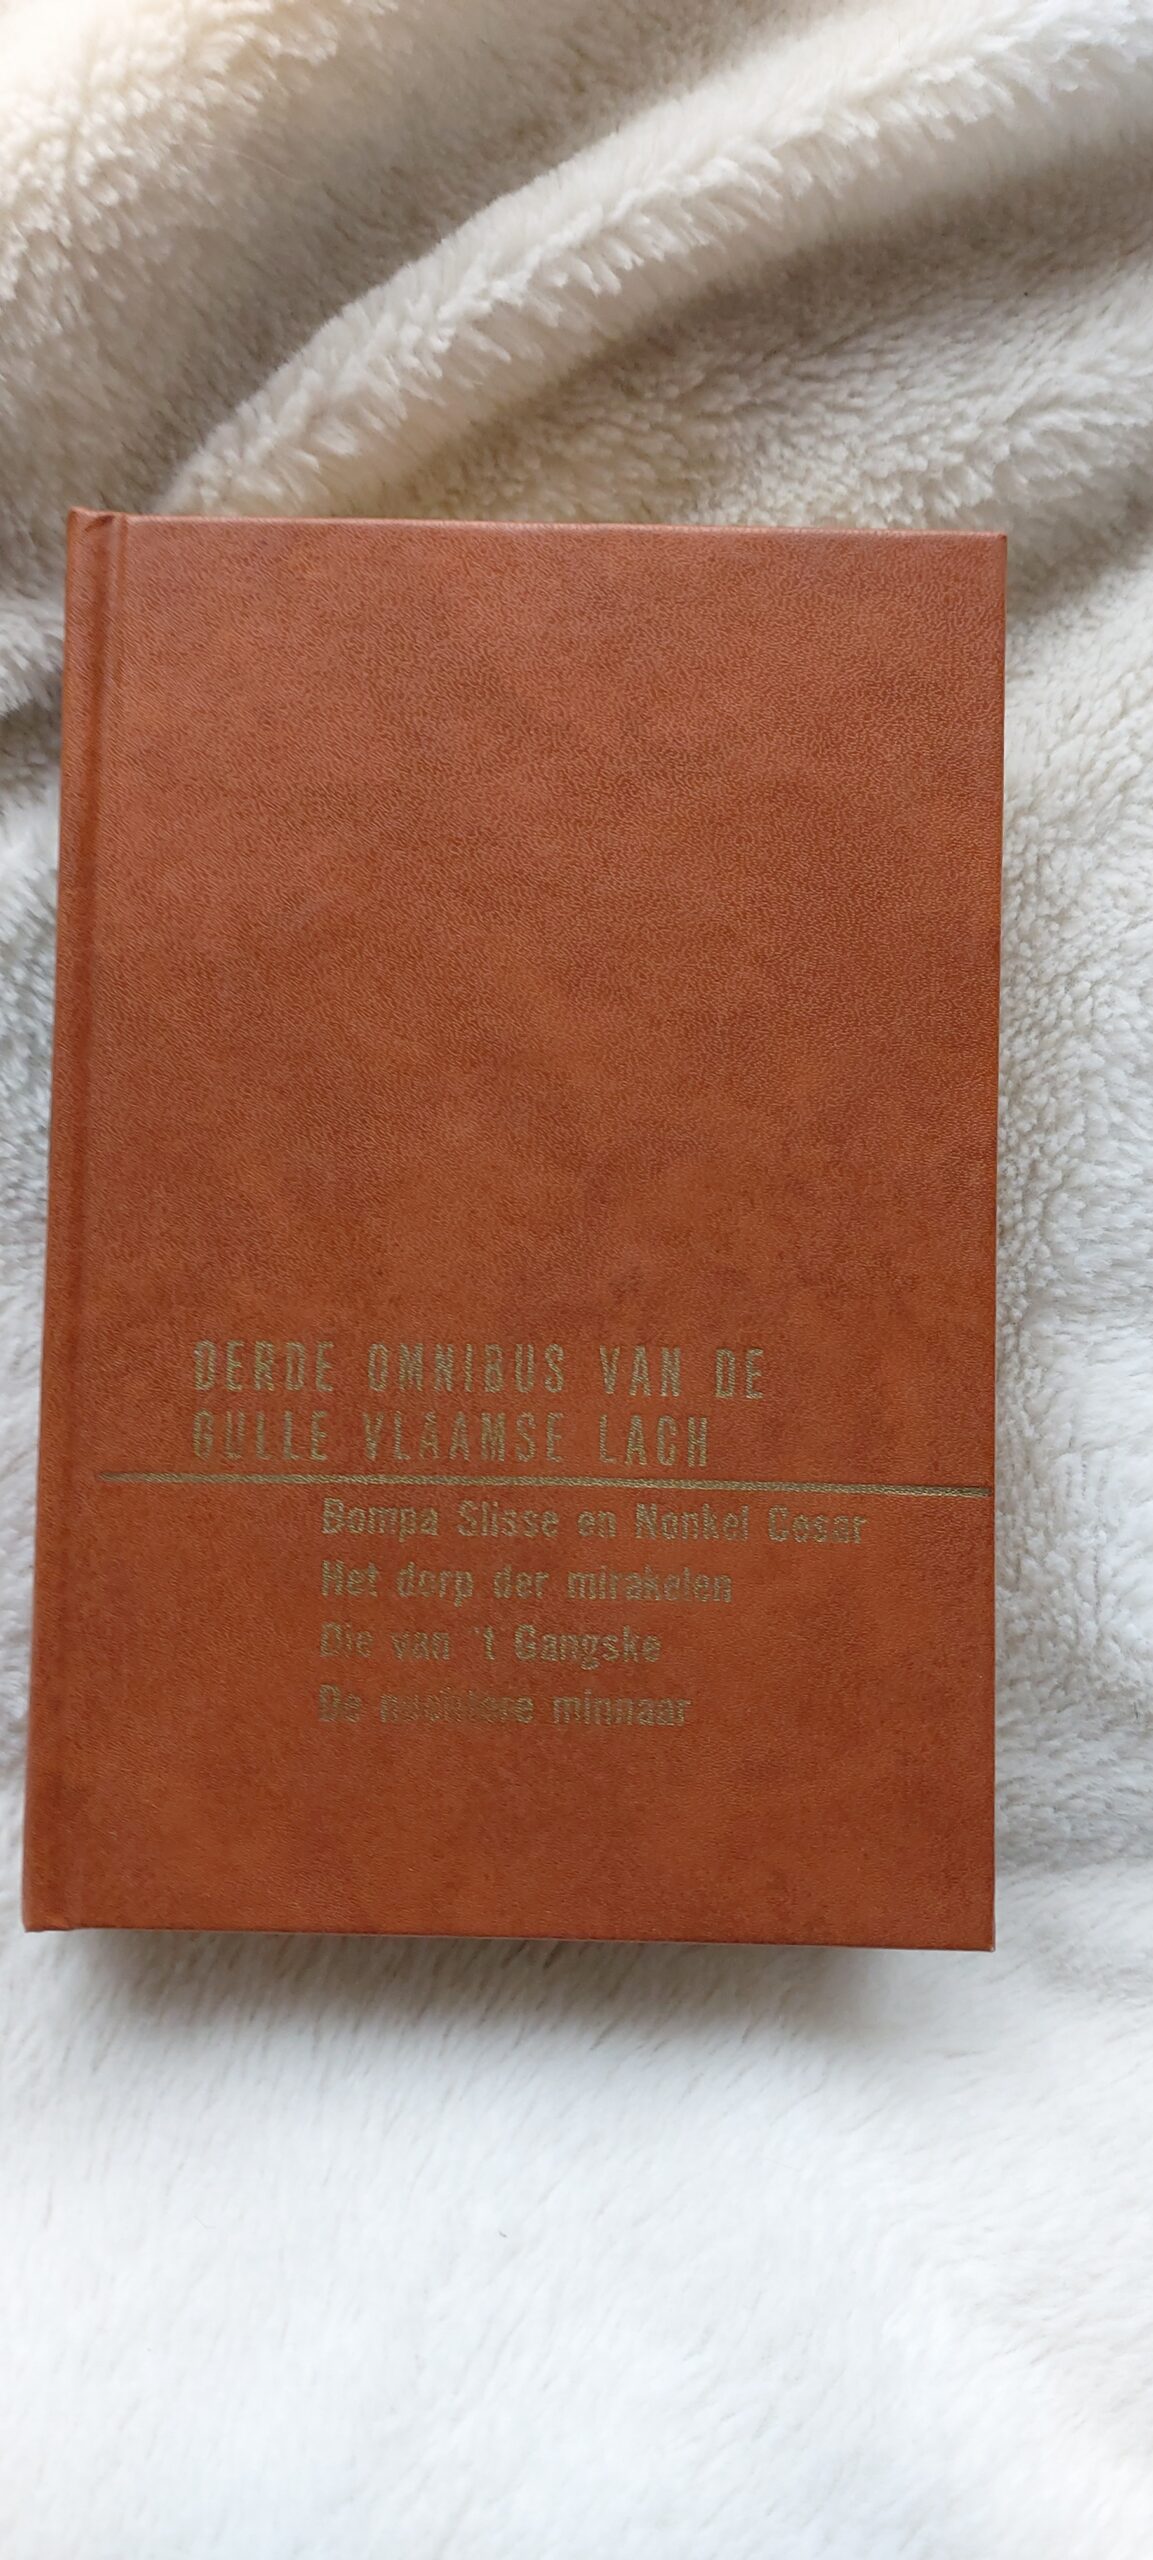 DERDE OMNIBUS VAN DE
GULLE VLAAMSE LACH
Bompa Slisse en Nonkel Cesar
Het dorp der mirakelen
Die van 't Gangske
De nuchtere minnaar